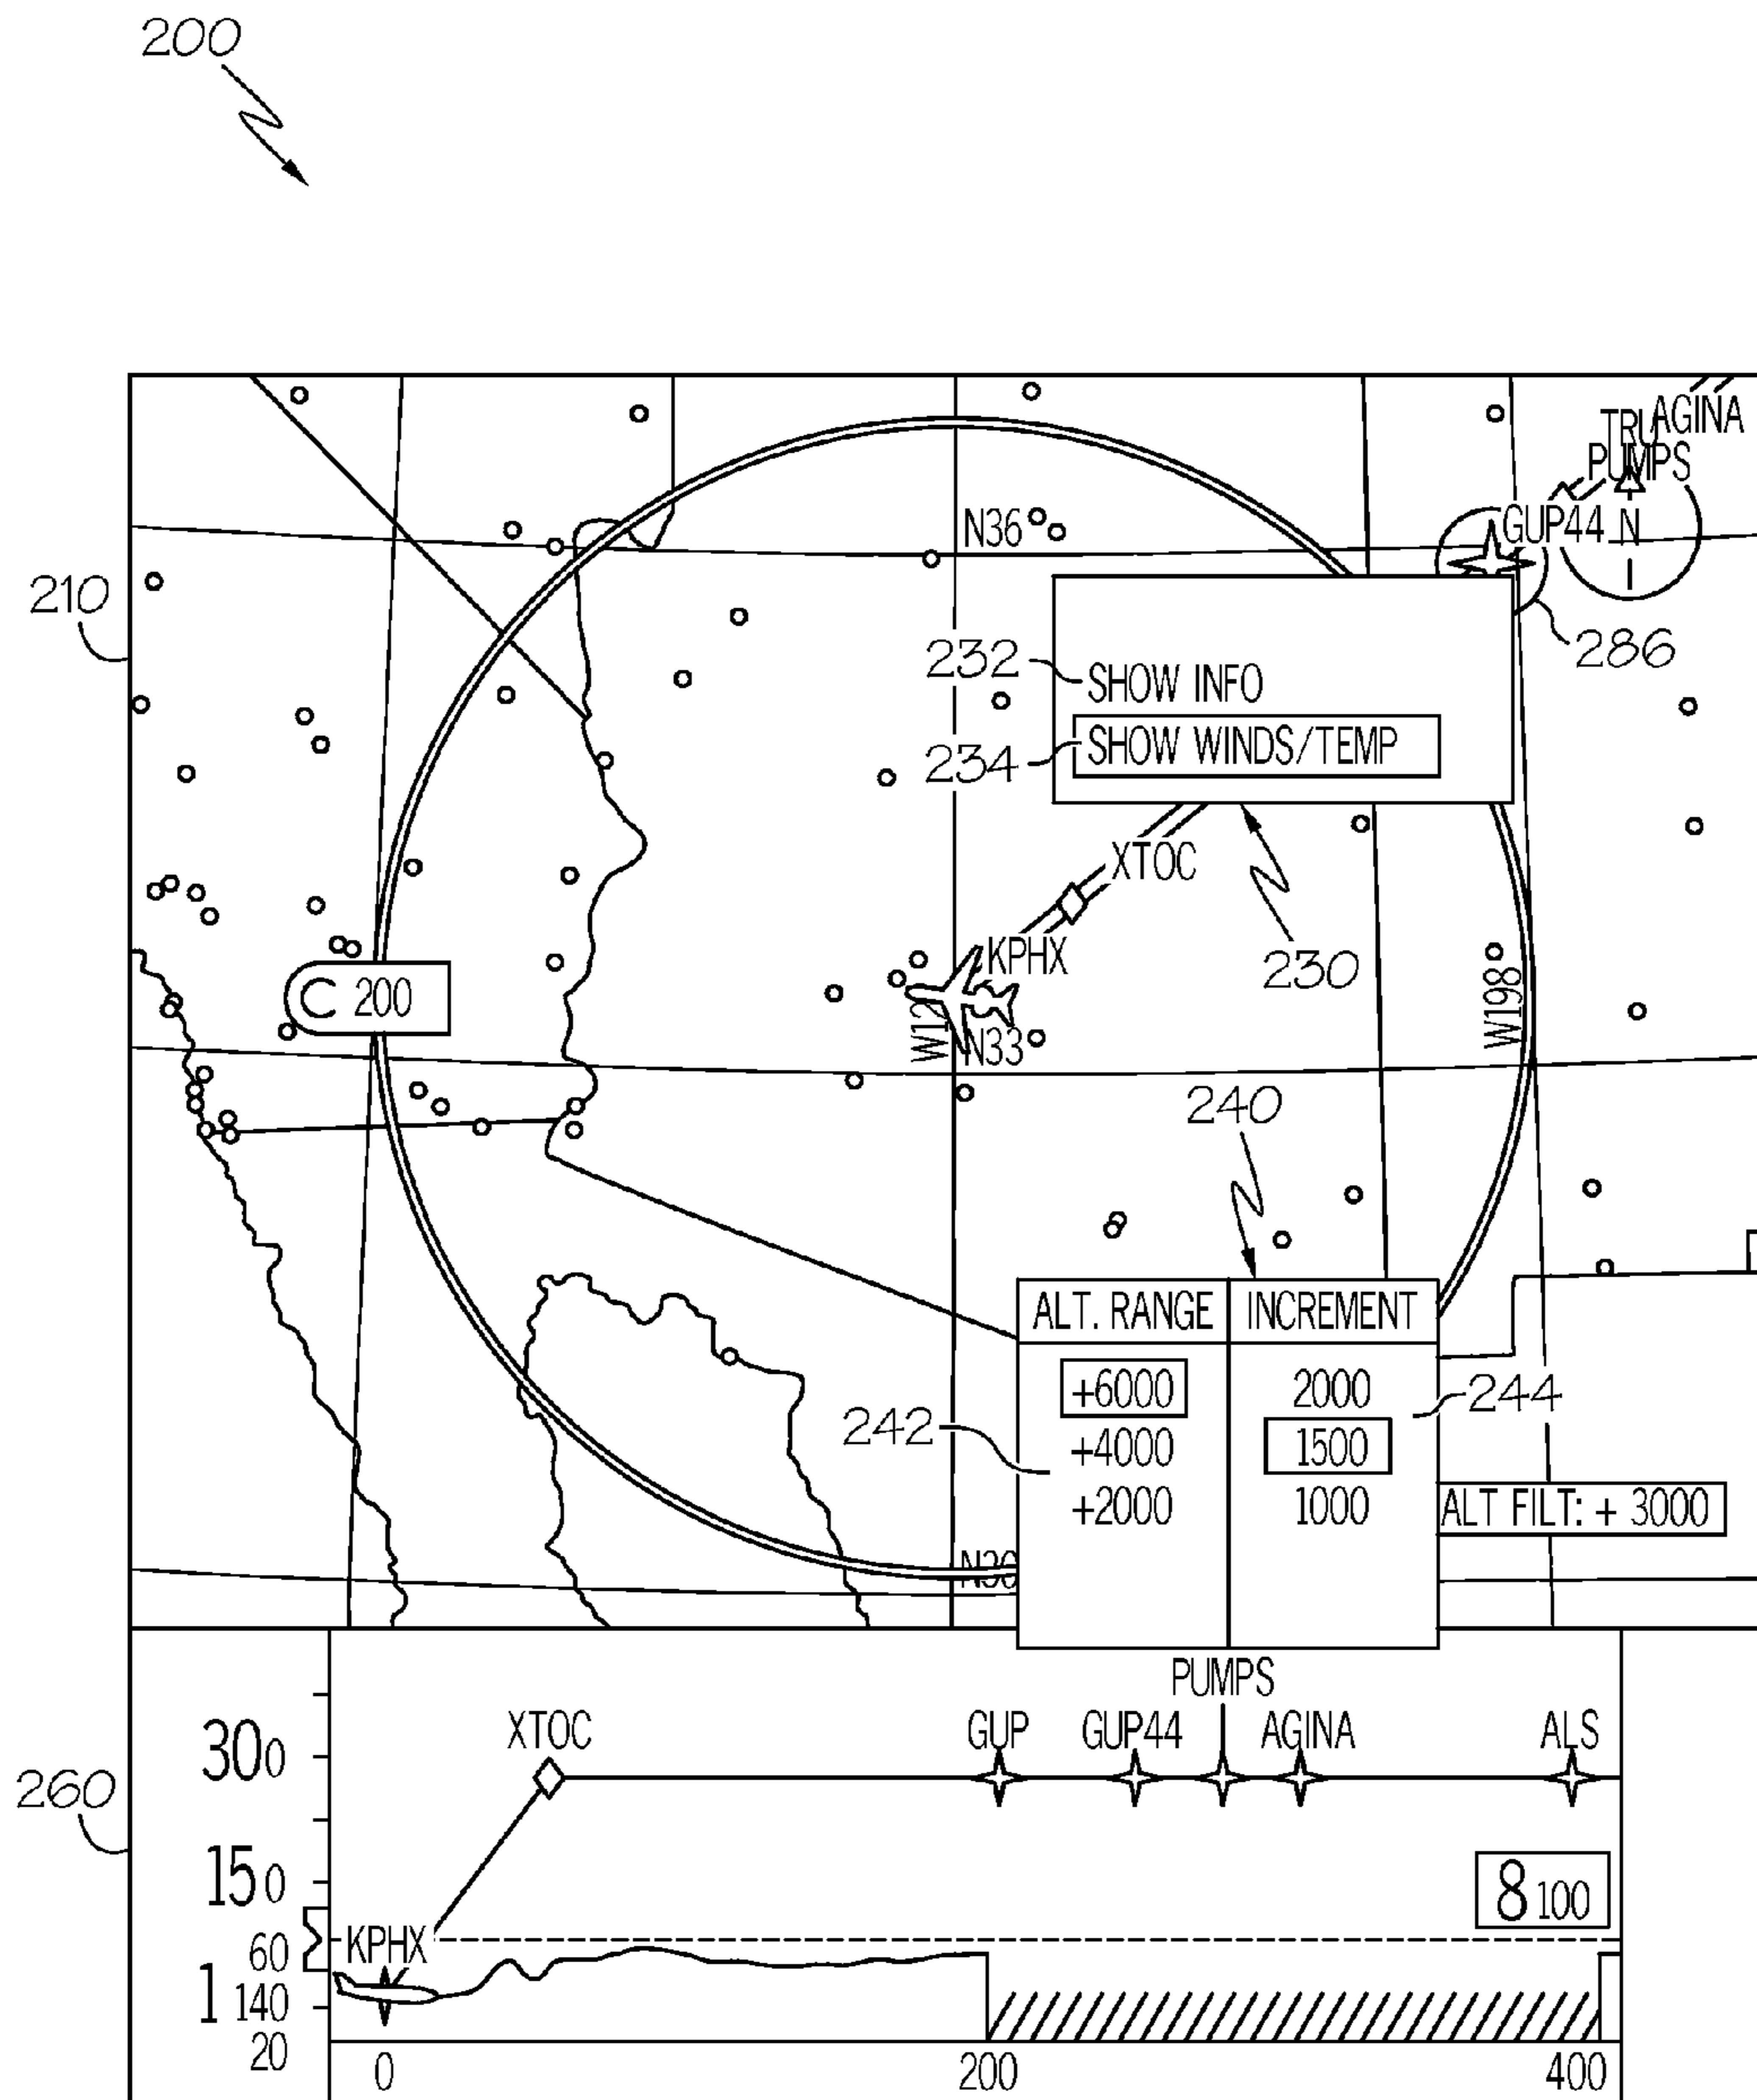 200
AGINA
TRU
PUMPS
GUP44 N
N36
210
286
232
SHOW INFO
234
SHOW WINDS/TEMP
XTOC
230
KPHX
C 200
W12
N33
W198
240
ALT. RANGE INCREMENT
+6000 2000
244
242
+4000 1500
+2000 1000
ALT FILT: + 3000
N30
PUMPS
XTOC GUP GUP44 AGINA ALS
300
260
150
8 100
60
KPHX
1 140
20
0 200 400